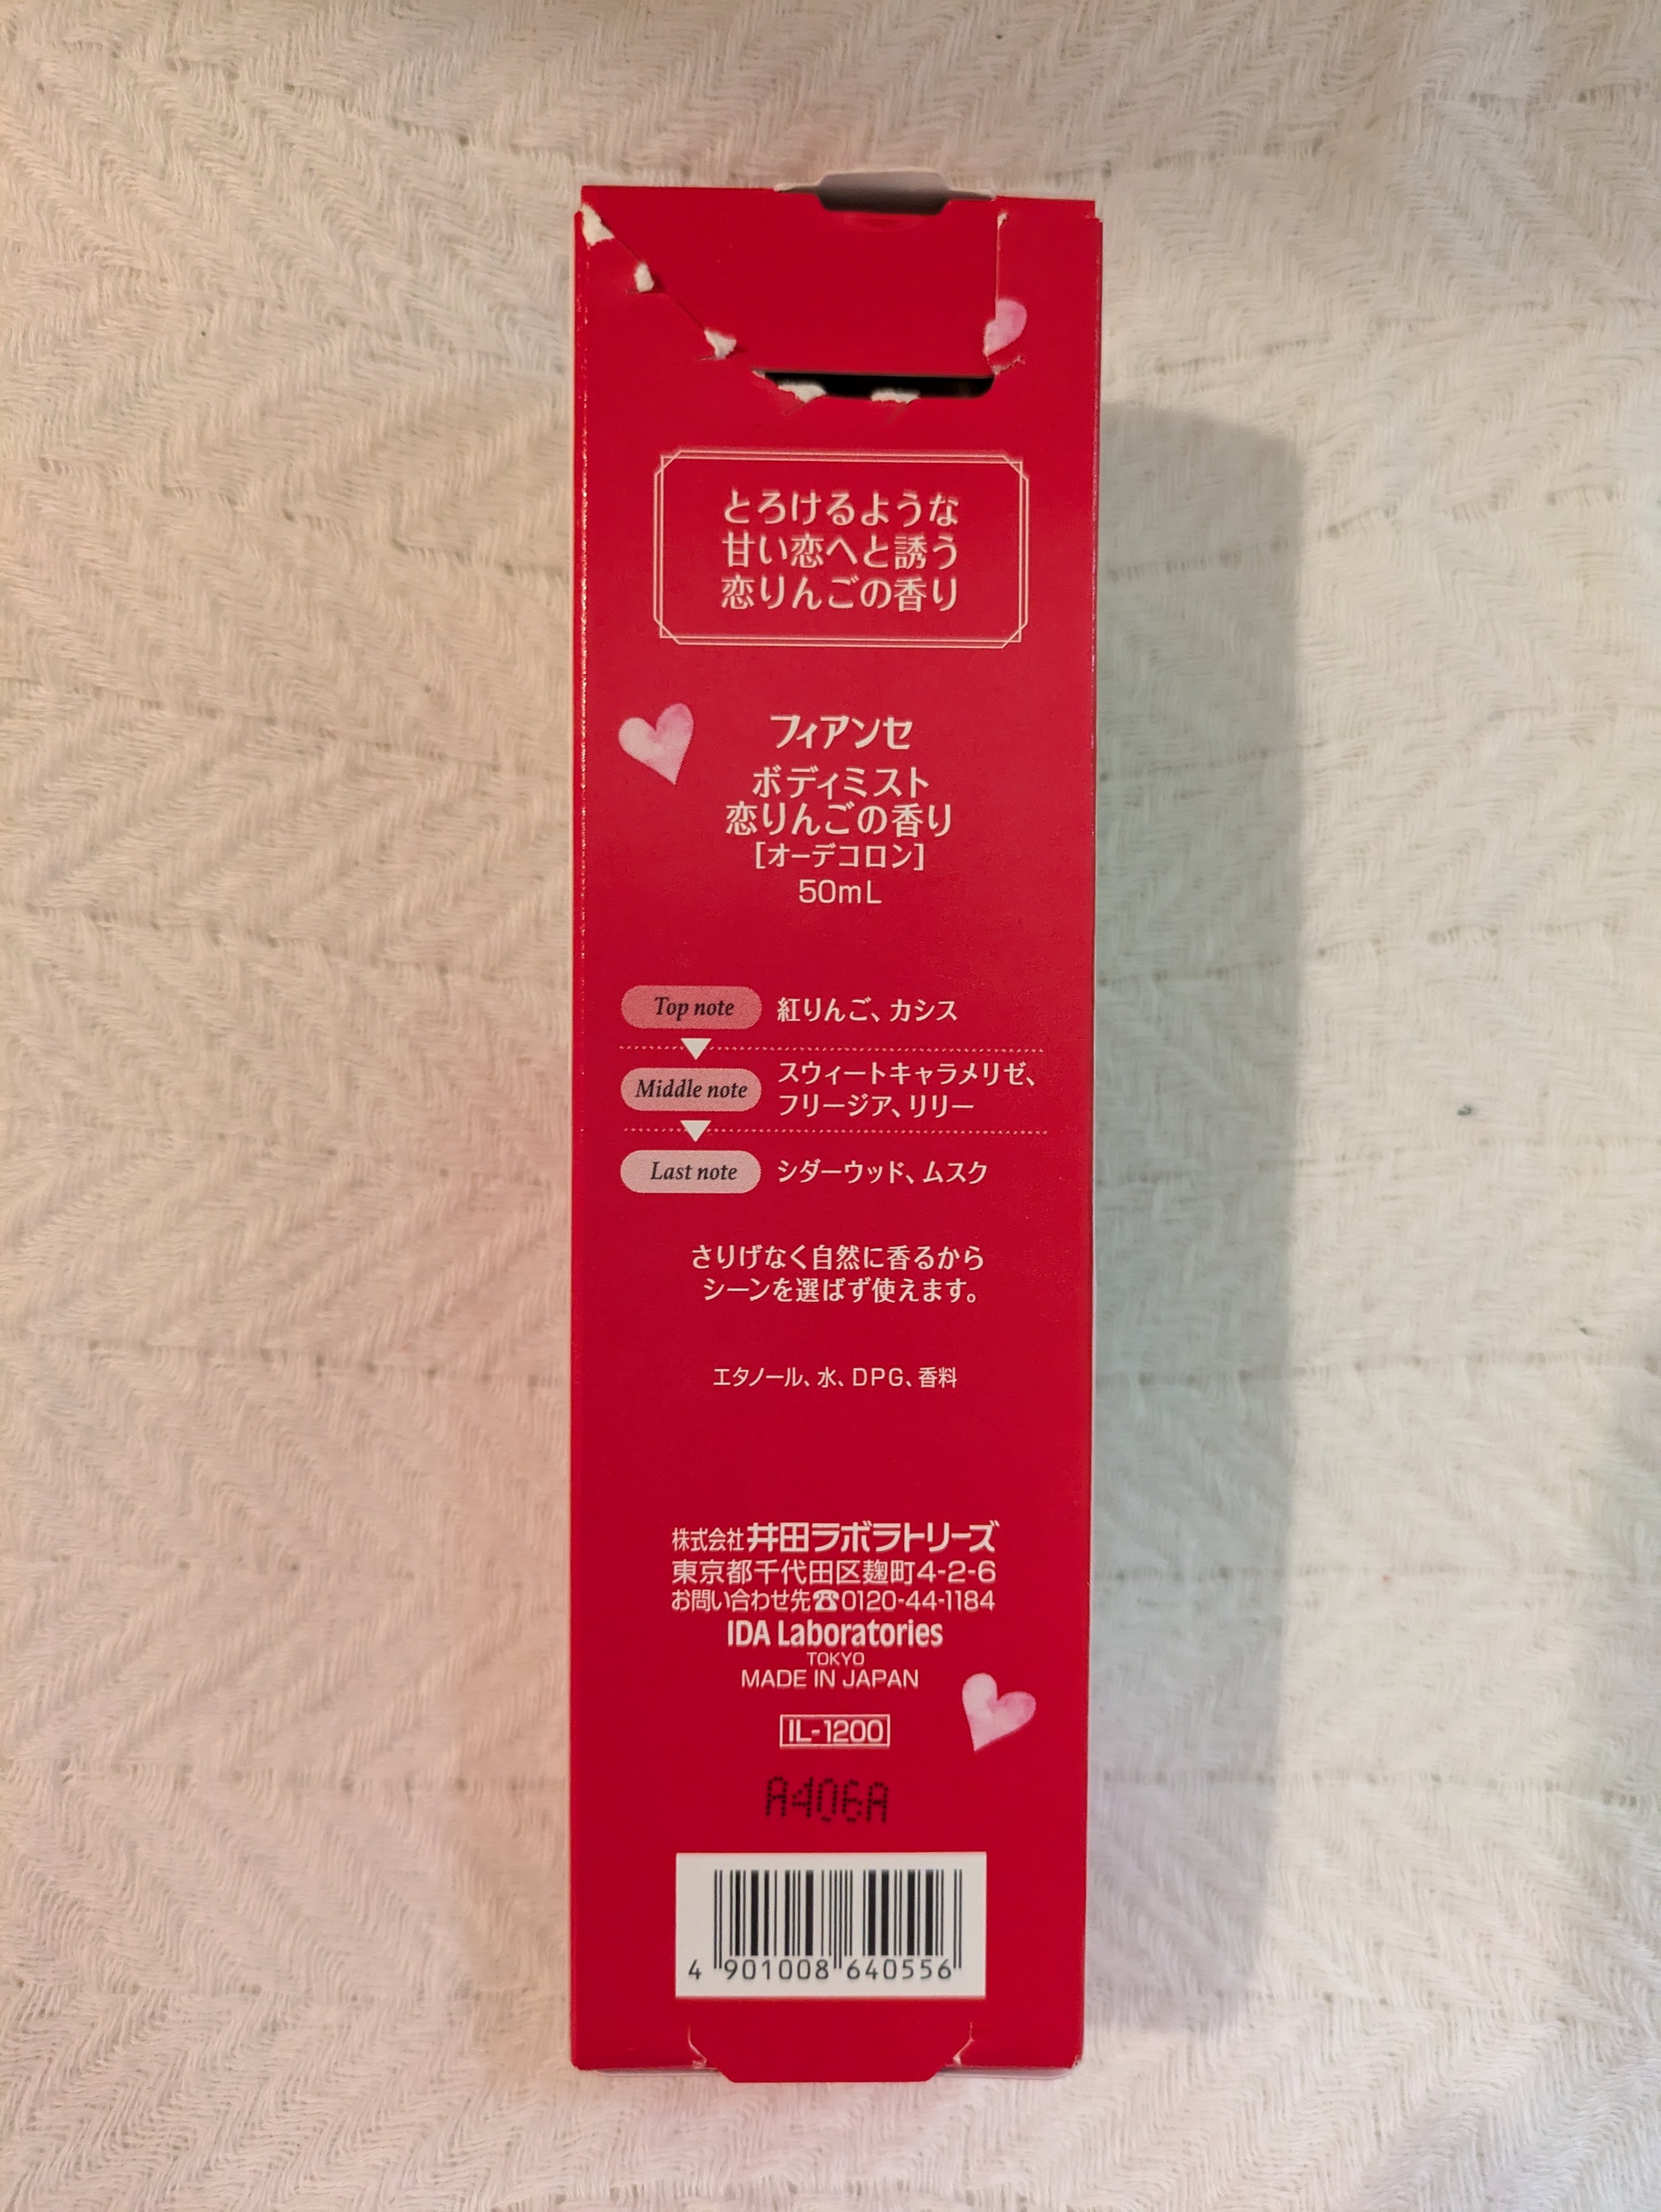 とろけるような
甘い恋へと誘う
恋りんごの香り
フィアンセ
ボディミスト
恋りんごの香り
[オーデコロン]
50mL
Top note 紅りんご、カシス
Middle note スウィートキャラメリゼ、
フリージア、リリー
Last note シダーウッド、ムスク
さりげなく自然に香るから
シーンを選ばず使えます。
エタノール、水、DPG、香料
株式会社井田ラボラトリーズ
東京都千代田区麹町4-2-6
お問い合わせ先☎0120-44-1184
IDA Laboratories
TOKYO
MADE IN JAPAN
IL-1200
A406A
4 901008 640556